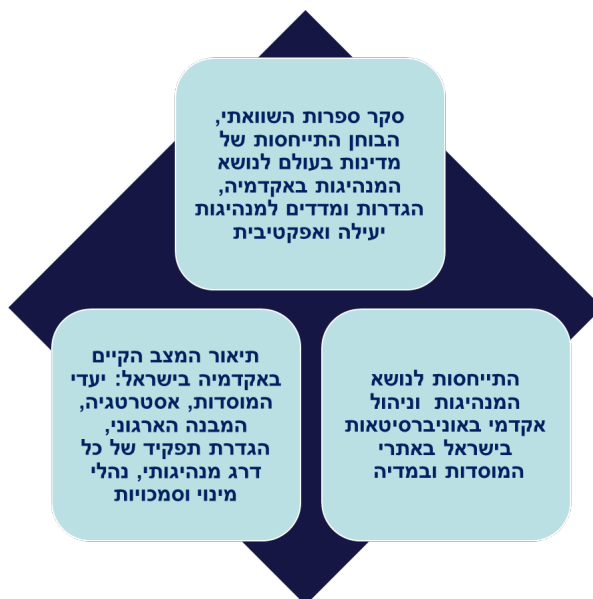 סקר ספרות השוואתי,
הבוחן התייחסות של
מדינות בעולם לנושא
המנהיגות באקדמיה,
הגדרות ומדדים למנהיגות
יעילה ואפקטיבית
התייחסות לנושא
המנהיגות וניהול
אקדמי באוניברסיטאות
בישראל באתרי
המוסדות ובמדיה
תיאור המצב הקיים
באקדמיה בישראל: יעדי
המוסדות, אסטרטגיה,
המבנה הארגוני,
הגדרת תפקיד של כל
דרג מנהיגותי, נהלי
מינוי וסמכויות